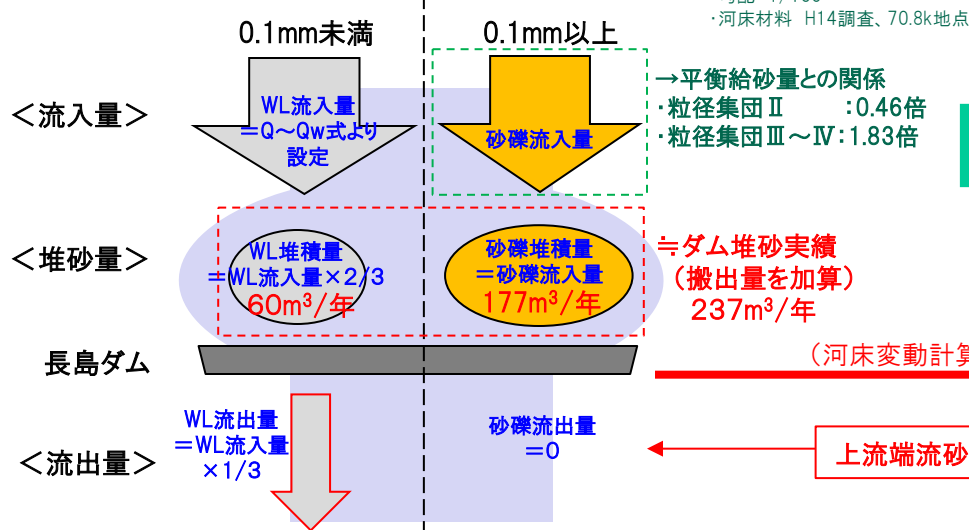 ・河床材料 H14調査、70.8k地点
0.1mm未満
0.1mm以上
＜流入量＞
WL流入量
＝Q～Qw式より
設定
砂礫流入量
→平衡給砂量との関係
・粒径集団Ⅱ　　：0.46倍
・粒径集団Ⅲ～Ⅳ：1.83倍
＜堆砂量＞
WL堆積量
＝WL流入量×2/3
60m³/年
砂礫堆積量
＝砂礫流入量
177m³/年
≒ダム堆砂実績
（搬出量を加算）
237m³/年
長島ダム
（河床変動計算
＜流出量＞
WL流出量
＝WL流入量
×1/3
砂礫流出量
＝0
上流端流砂